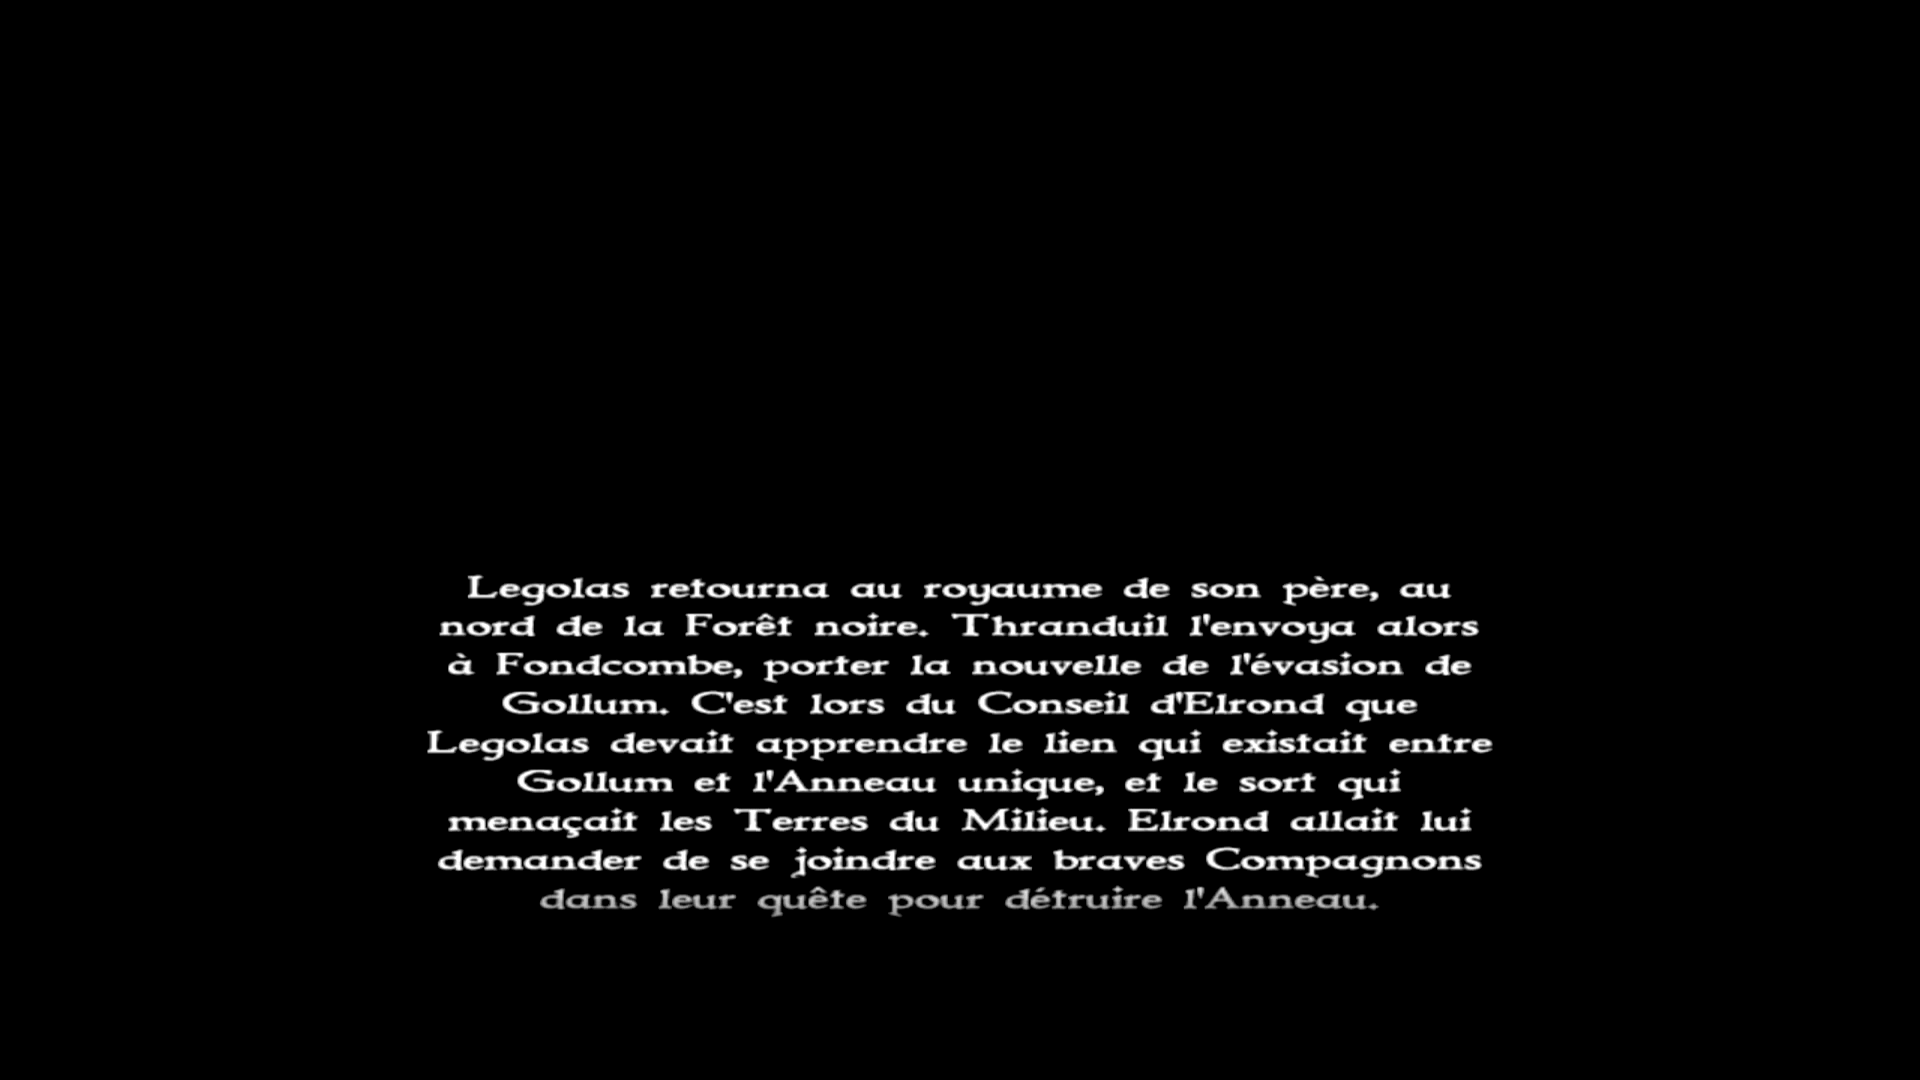 Legolas retourna au royaume de son père, au
nord de la Forêt noire. Thranduil l'envoya alors
à Fondcombe, porter la nouvelle de l'évasion de
Gollum. C'est lors du Conseil d'Elrond que
Legolas devait apprendre le lien qui existait entre
Gollum et l'Anneau unique, et le sort qui
menaçait les Terres du Milieu. Elrond allait lui
demander de se joindre aux braves Compagnons
dans leur quête pour détruire l'Anneau.